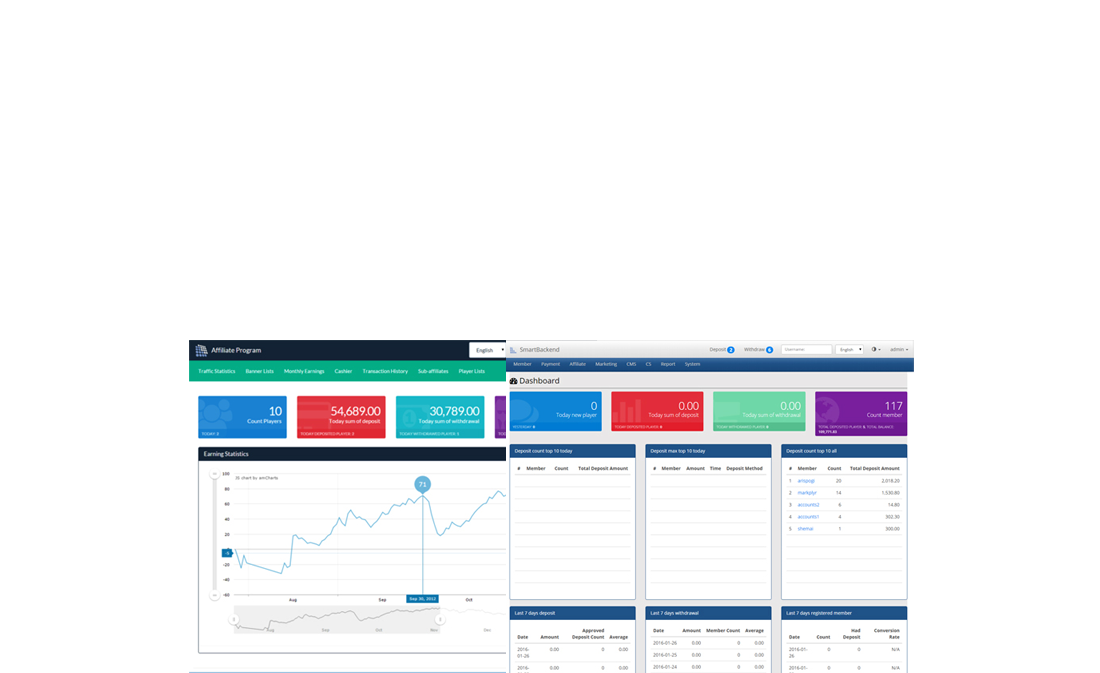 Affiliate Program
English
Traffic Statistics Banner Lists Monthly Earnings Cashier Transaction History Sub-affiliates Player Lists
10
Count Players
TODAY 2
54,689.00
Today sum of deposit
TODAY DEPOSITED PLAYER 3
30,789.00
Today sum of withdrawal
TODAY WITHDRAWED PLAYER
Earning Statistics
JS chart by amCharts
100
80
60
40
20
-20
-40
-60
71
Aug Sep Sep 30, 2012 Oct
Aug Sep Oct Nov Dec
SmartBackend
Deposit 2 Withdraw Username English admin
Member Payment Affiliate Marketing CMS CS Report System
Dashboard
0
Today new player
YESTERDAY 0
0.00
Today sum of deposit
TODAY DEPOSITED PLAYER 0
0.00
Today sum of withdrawal
TODAY WITHDRAWED PLAYER 0
117
Count member
TOTAL DEPOSITED PLAYER & TOTAL BALANCE
Deposit count top 10 today
# Member Count Total Deposit Amount
Deposit max top 10 today
# Member Amount Time Deposit Method
Deposit count top 10 all
# Member Count Total Deposit Amount
1 20 2,018.20
2 markplyr 14 1,530.80
3 accounts2 6 14.80
4 accounts1 4 302.30
5 shemai 1 300.00
Last 7 days deposit
Date Amount Approved Deposit Count Average
2016-01-26 0.00 0 0.00
2016- 0.00 0 0.00
Last 7 days withdrawal
Date Amount Member Count Average
2016-01-26 0.00 0 0.00
2016-01-25 0.00 0 0.00
2016-01-24 0.00 0 0.00
Last 7 days registered member
Date Count Had Deposit Conversion Rate
2016-01-26 0 0 N/A
2016-01- 0 0 N/A